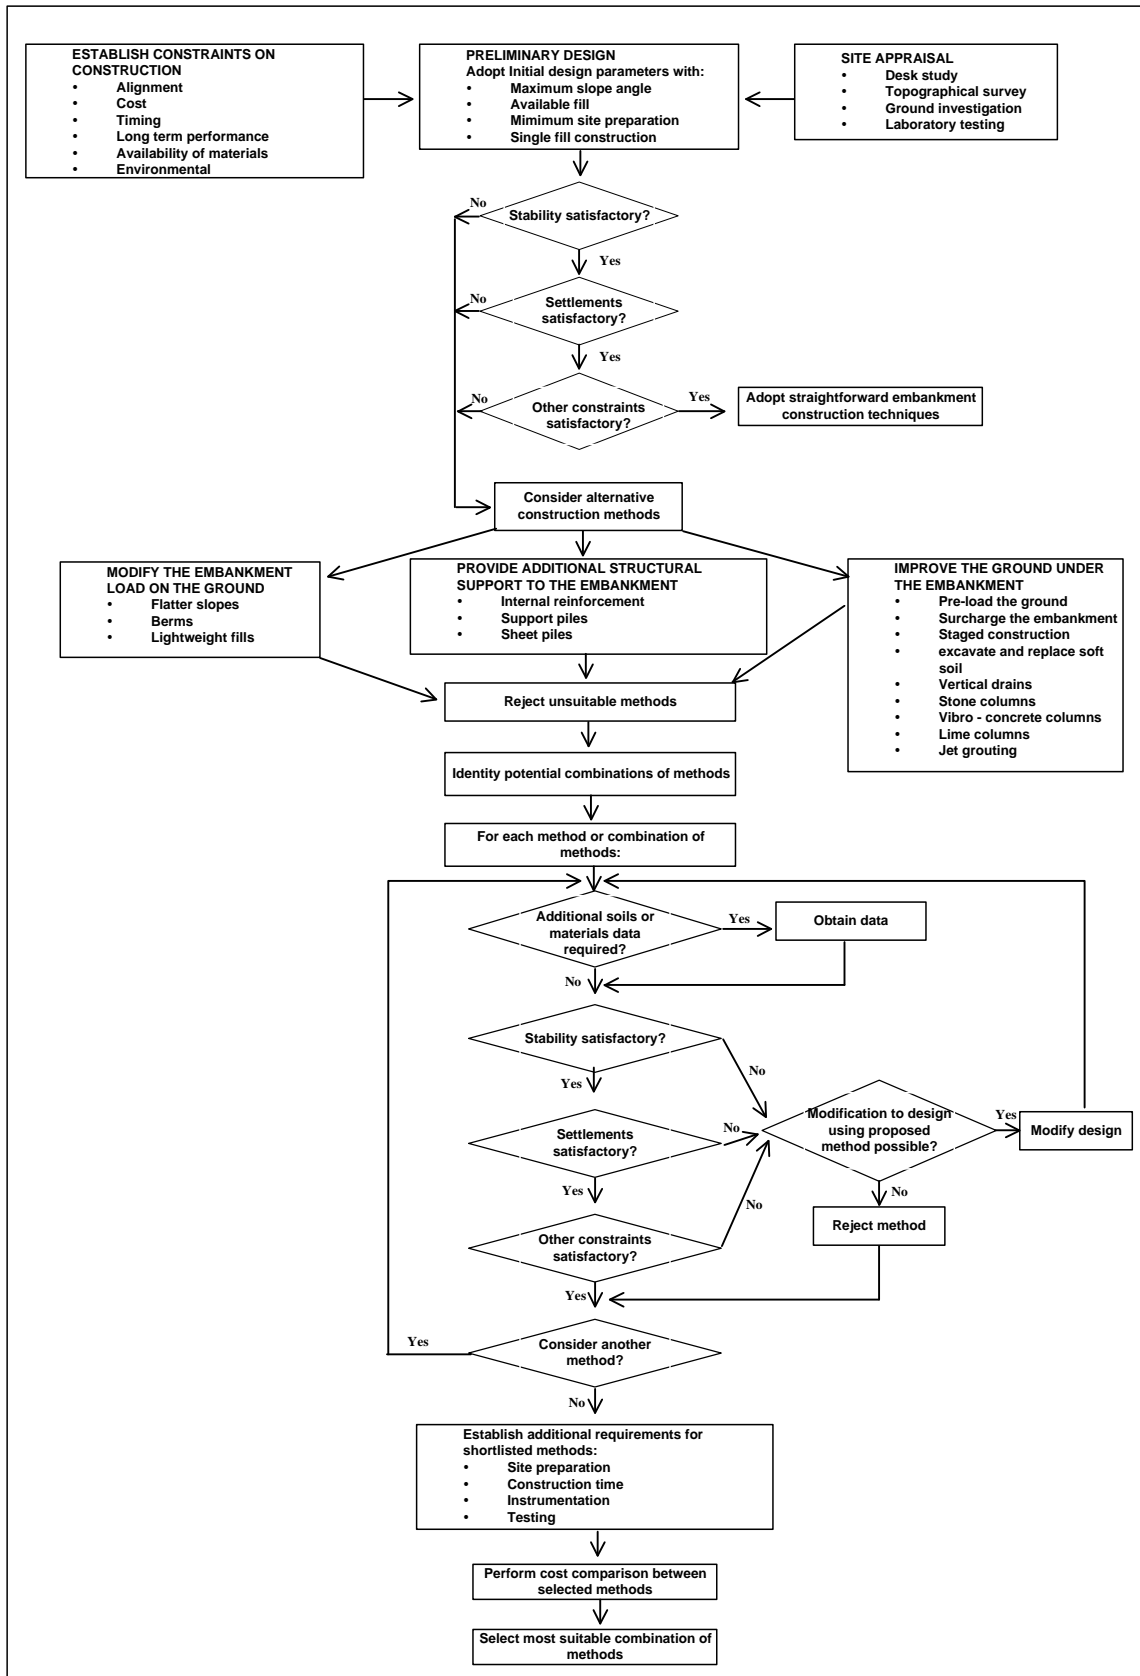 ESTABLISH CONSTRAINTS ON
CONSTRUCTION
• Alignment
• Cost
• Timing
• Long term performance
• Availability of materials
• Environmental
PRELIMINARY DESIGN
Adopt Initial design parameters with:
• Maximum slope angle
• Available fill
• Mimimum site preparation
• Single fill construction
SITE APPRAISAL
• Desk study
• Topographical survey
• Ground investigation
• Laboratory testing
No
Stability satisfactory?
Yes
No
Settlements
satisfactory?
Yes
No
Other constraints
satisfactory?
Yes
Adopt straightforward embankment
construction techniques
Consider alternative
construction methods
MODIFY THE EMBANKMENT
LOAD ON THE GROUND
• Flatter slopes
• Berms
• Lightweight fills
PROVIDE ADDITIONAL STRUCTURAL
SUPPORT TO THE EMBANKMENT
• Internal reinforcement
• Support piles
• Sheet piles
IMPROVE THE GROUND UNDER
THE EMBANKMENT
• Pre-load the ground
• Surcharge the embankment
• Staged construction
• excavate and replace soft
soil
• Vertical drains
• Stone columns
• Vibro - concrete columns
• Lime columns
• Jet grouting
Reject unsuitable methods
Identity potential combinations of methods
For each method or combination of
methods:
Additional soils or
materials data
required?
Yes
Obtain data
No
Stability satisfactory?
No
Yes
Settlements
satisfactory?
No
Modification to design
using proposed
method possible?
Yes
Modify design
Yes
No
No
Reject method
Other constraints
satisfactory?
Yes
Yes
Consider another
method?
No
Establish additional requirements for
shortlisted methods:
• Site preparation
• Construction time
• Instrumentation
• Testing
Perform cost comparison between
selected methods
Select most suitable combination of
methods